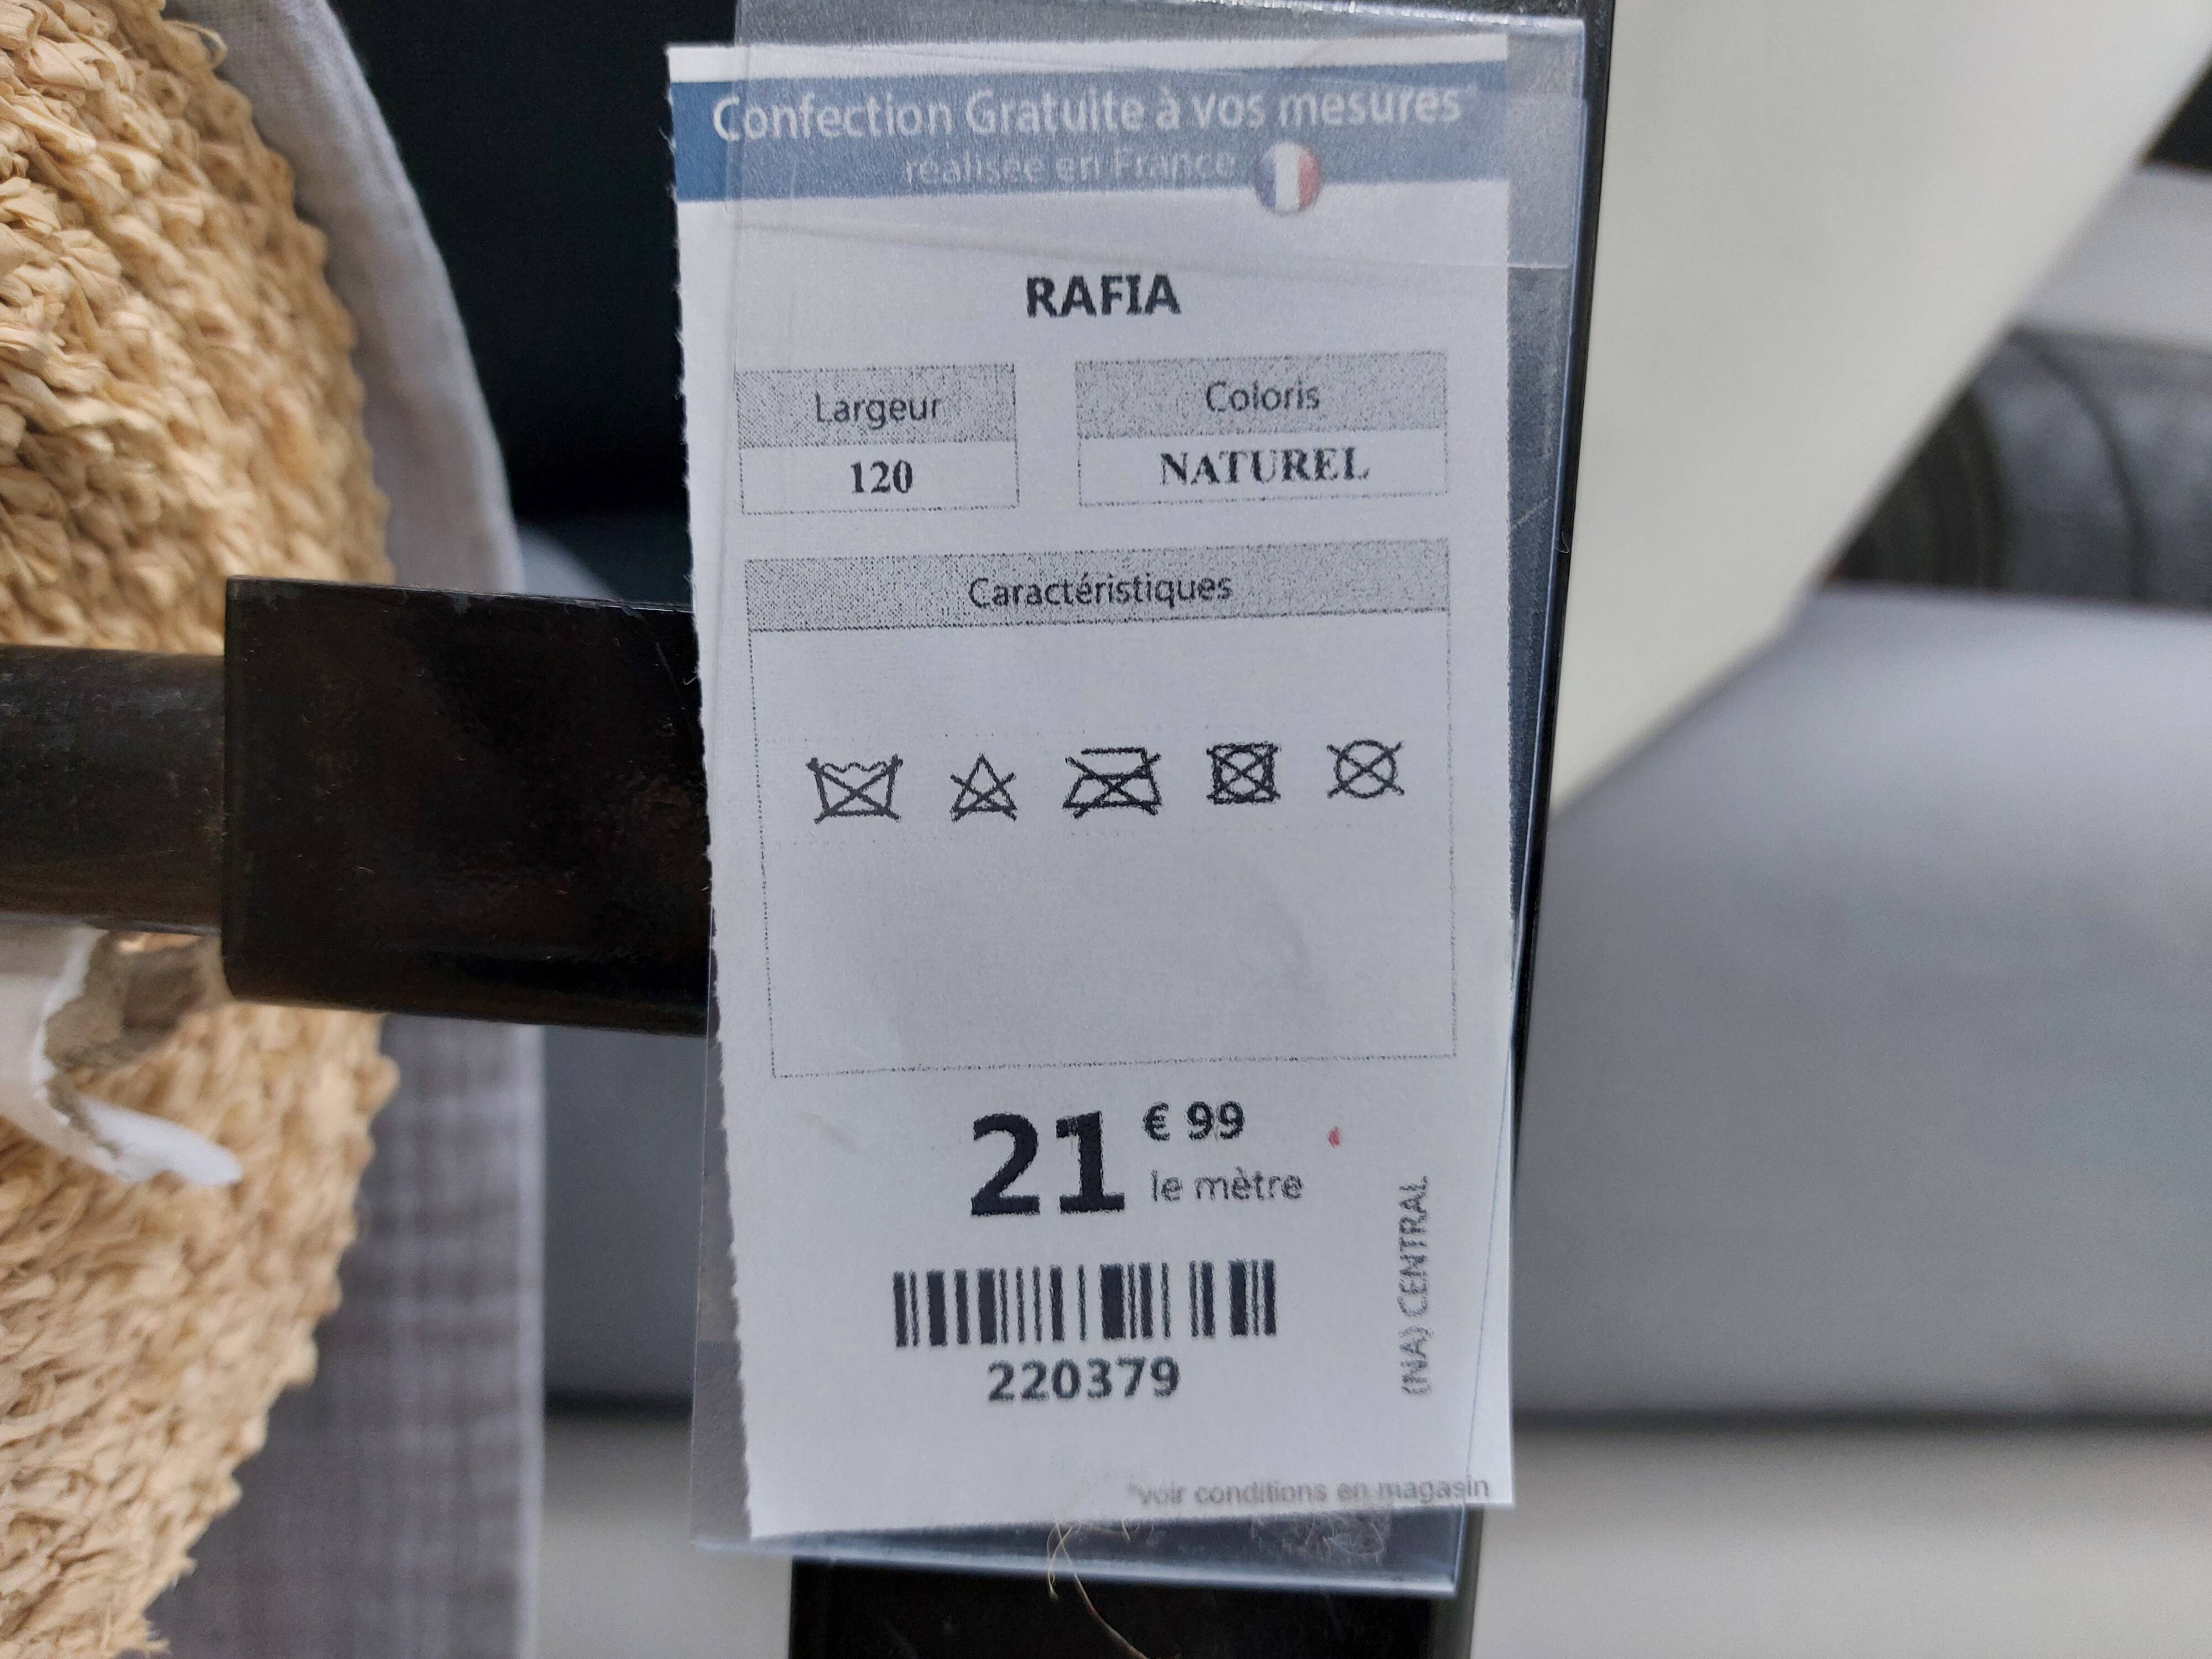 Confection Gratuite à vos mesures*
réalisée en France
RAFIA
Largeur
120
Coloris
NATUREL
Caractéristiques
21 € 99
le mètre
220379
(NA) CENTRAL
*voir conditions en magasin